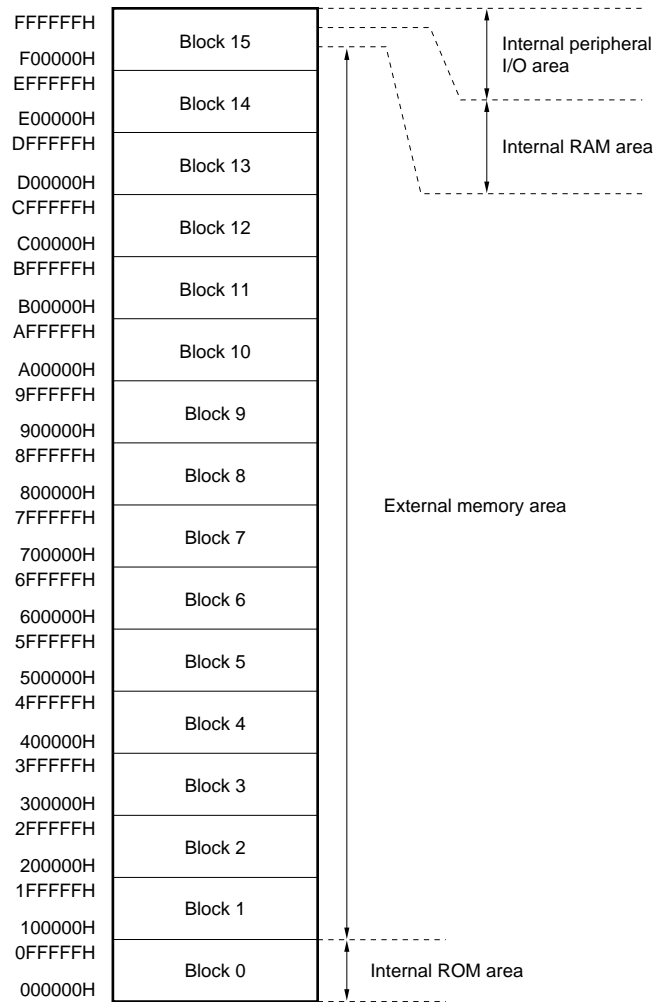 FFFFFFH
Block 15
Internal peripheral
I/O area
F00000H
EFFFFFH
Block 14
E00000H
Internal RAM area
DFFFFFH
Block 13
D00000H
CFFFFFH
Block 12
C00000H
BFFFFFH
Block 11
B00000H
AFFFFFH
Block 10
A00000H
9FFFFFH
Block 9
900000H
8FFFFFH
Block 8
800000H
External memory area
7FFFFFH
Block 7
700000H
6FFFFFH
Block 6
600000H
5FFFFFH
Block 5
500000H
4FFFFFH
Block 4
400000H
3FFFFFH
Block 3
300000H
2FFFFFH
Block 2
200000H
1FFFFFH
Block 1
100000H
0FFFFFH
Block 0
Internal ROM area
000000H